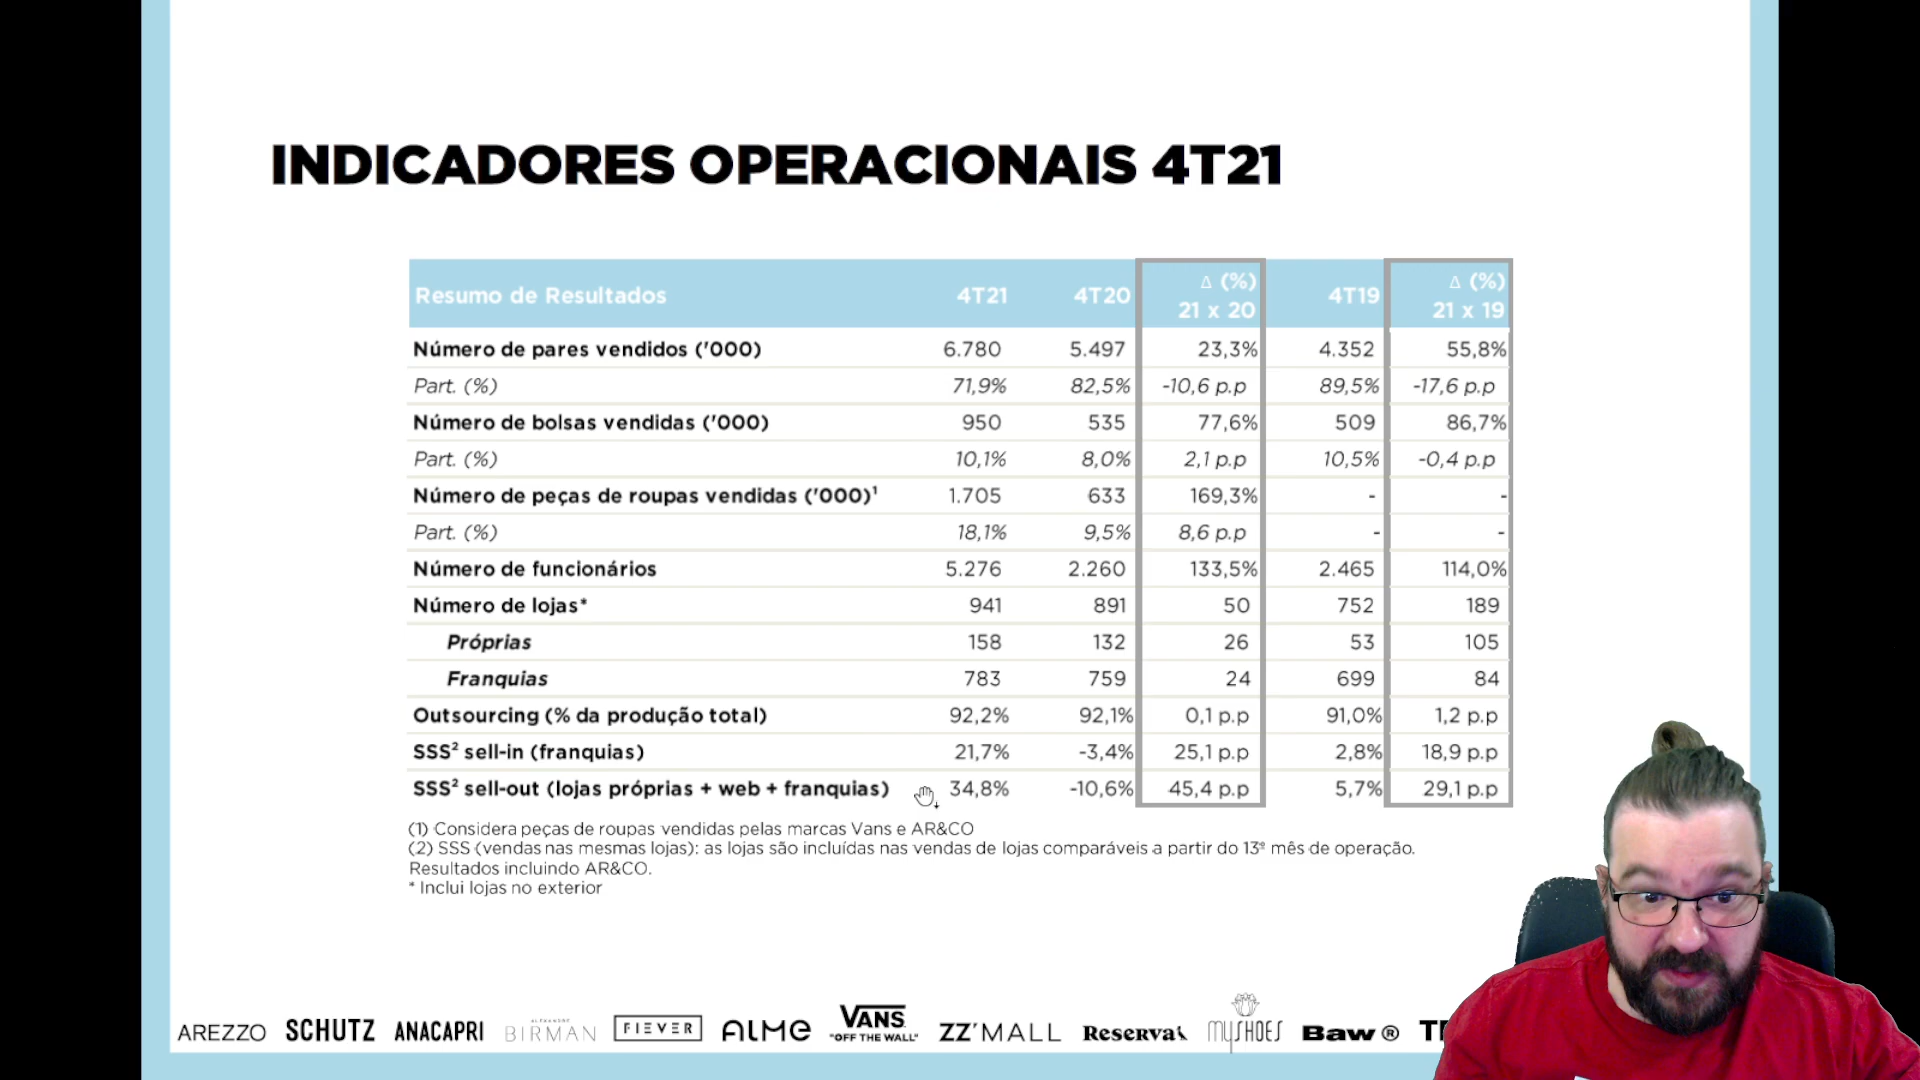 INDICADORES OPERACIONAIS 4T21
Resumo de Resultados 4T21 4T20 Δ (%) 21 x 20 4T19 Δ (%) 21 x 19
Número de pares vendidos ('000) 6.780 5.497 23,3% 4.352 55,8%
Part. (%) 71,9% 82,5% -10,6 p.p 89,5% -17,6 p.p
Número de bolsas vendidas ('000) 950 535 77,6% 509 86,7%
Part. (%) 10,1% 8,0% 2,1 p.p 10,5% -0,4 p.p
Número de peças de roupas vendidas ('000)¹ 1.705 633 169,3% - -
Part. (%) 18,1% 9,5% 8,6 p.p - -
Número de funcionários 5.276 2.260 133,5% 2.465 114,0%
Número de lojas* 941 891 50 752 189
Próprias 158 132 26 53 105
Franquias 783 759 24 699 84
Outsourcing (% da produção total) 92,2% 92,1% 0,1 p.p 91,0% 1,2 p.p
SSS² sell-in (franquias) 21,7% -3,4% 25,1 p.p 2,8% 18,9 p.p
SSS² sell-out (lojas próprias + web + franquias) 34,8% -10,6% 45,4 p.p 5,7% 29,1 p.p
(1) Considera peças de roupas vendidas pelas marcas Vans e AR&CO
(2) SSS (vendas nas mesmas lojas): as lojas são incluídas nas vendas de lojas comparáveis a partir do 13º mês de operação.
Resultados incluindo AR&CO.
* Inclui lojas no exterior
AREZZO SCHUTZ ANACAPRI ALEXANDRE BIRMAN FIEVER ALME VANS "OFF THE WALL" ZZ'MALL Reserva MYSHOES Baw ®